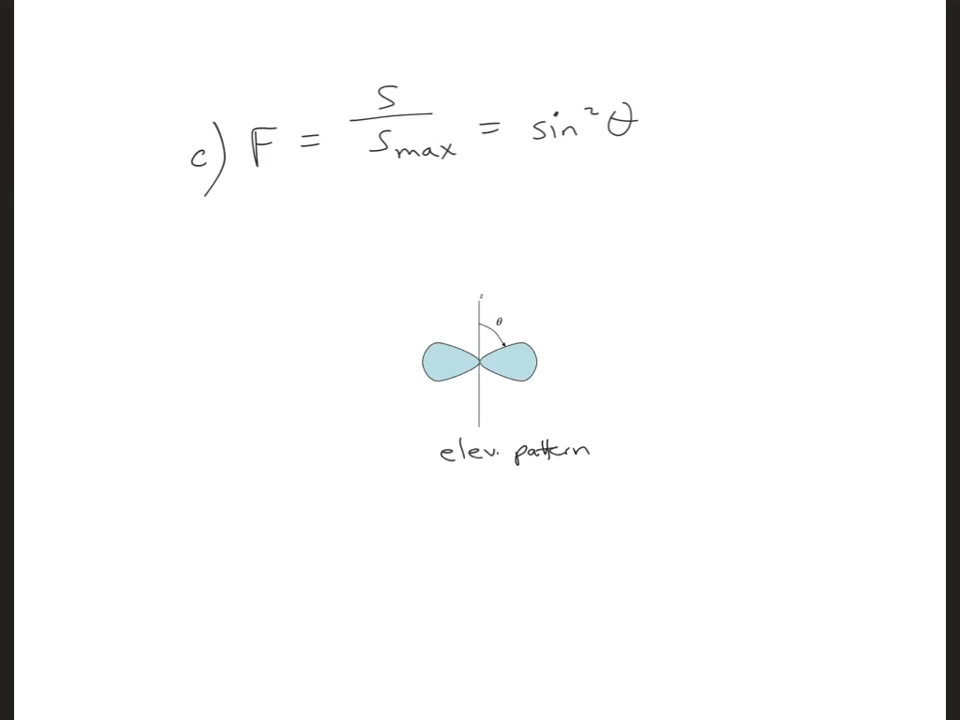 c) F = S / Smax = sin²θ
z
θ
elev. pattern